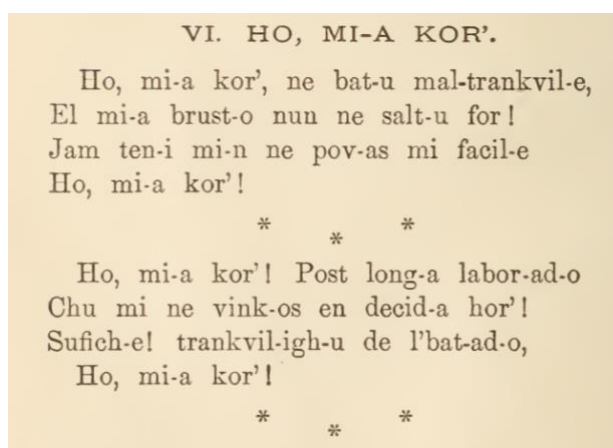 VI. HO, MI-A KOR’.
Ho, mi-a kor’, ne bat-u mal-trankvil-e,
El mi-a brust-o nun ne salt-u for!
Jam ten-i mi-n ne pov-as mi facil-e
Ho, mi-a kor’!
* * *
Ho, mi-a kor’! Post long-a labor-ad-o
Chu mi ne vink-os en decid-a hor’!
Sufich-e! trankvil-igh-u de l’bat-ad-o,
Ho, mi-a kor’!
* * *